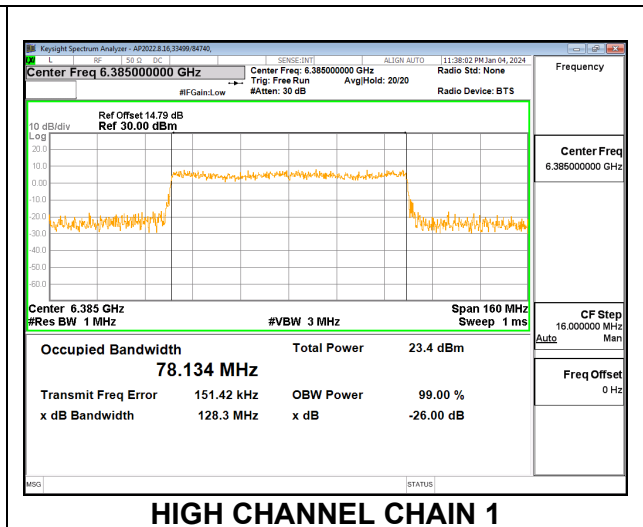 Keysight Spectrum Analyzer - AP2022.8.16,33499/84740,
L RF 50 Ω DC SENSE:INT ALIGN AUTO 11:38:02 PM Jan 04, 2024
Center Freq 6.385000000 GHz Center Freq: 6.385000000 GHz Radio Std: None Frequency
Trig: Free Run Avg|Hold: 20/20
#IFGain:Low #Atten: 30 dB Radio Device: BTS
Ref Offset 14.79 dB
10 dB/div Ref 30.00 dBm
Log
20.0
10.0
0.00
-10.0
-20.0
-30.0
-40.0
-50.0
-60.0
Center Freq
6.385000000 GHz
Center 6.385 GHz Span 160 MHz
#Res BW 1 MHz #VBW 3 MHz Sweep 1 ms
CF Step
16.000000 MHz
Auto Man
Occupied Bandwidth Total Power 23.4 dBm
78.134 MHz
Freq Offset
0 Hz
Transmit Freq Error 151.42 kHz OBW Power 99.00 %
x dB Bandwidth 128.3 MHz x dB -26.00 dB
MSG STATUS
HIGH CHANNEL CHAIN 1